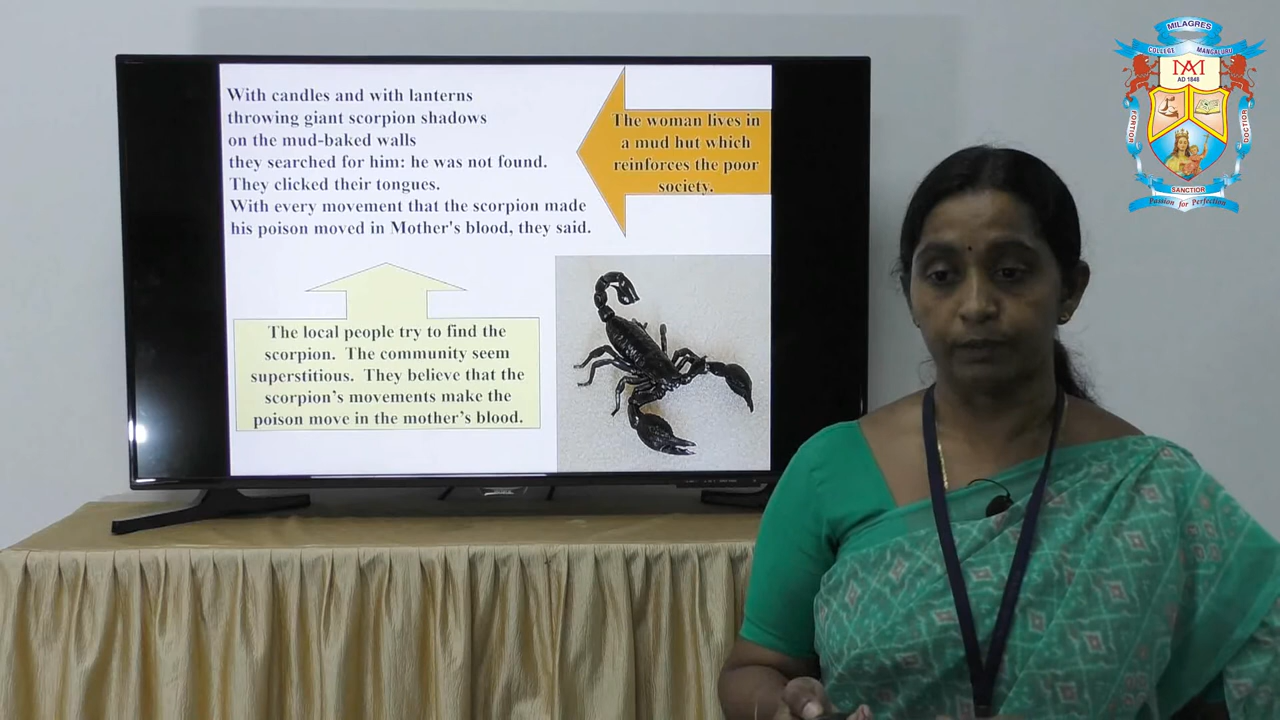 With candles and with lanterns
throwing giant scorpion shadows
on the mud-baked walls
they searched for him: he was not found.
They clicked their tongues.
With every movement that the scorpion made
his poison moved in Mother's blood, they said.
The woman lives in
a mud hut which
reinforces the poor
society.
The local people try to find the
scorpion. The community seem
superstitious. They believe that the
scorpion's movements make the
poison move in the mother's blood.
MILAGRES
COLLEGE MANGALURU
AD 1848
FORTIOR
DOCTIOR
SANCTIOR
Passion for Perfection